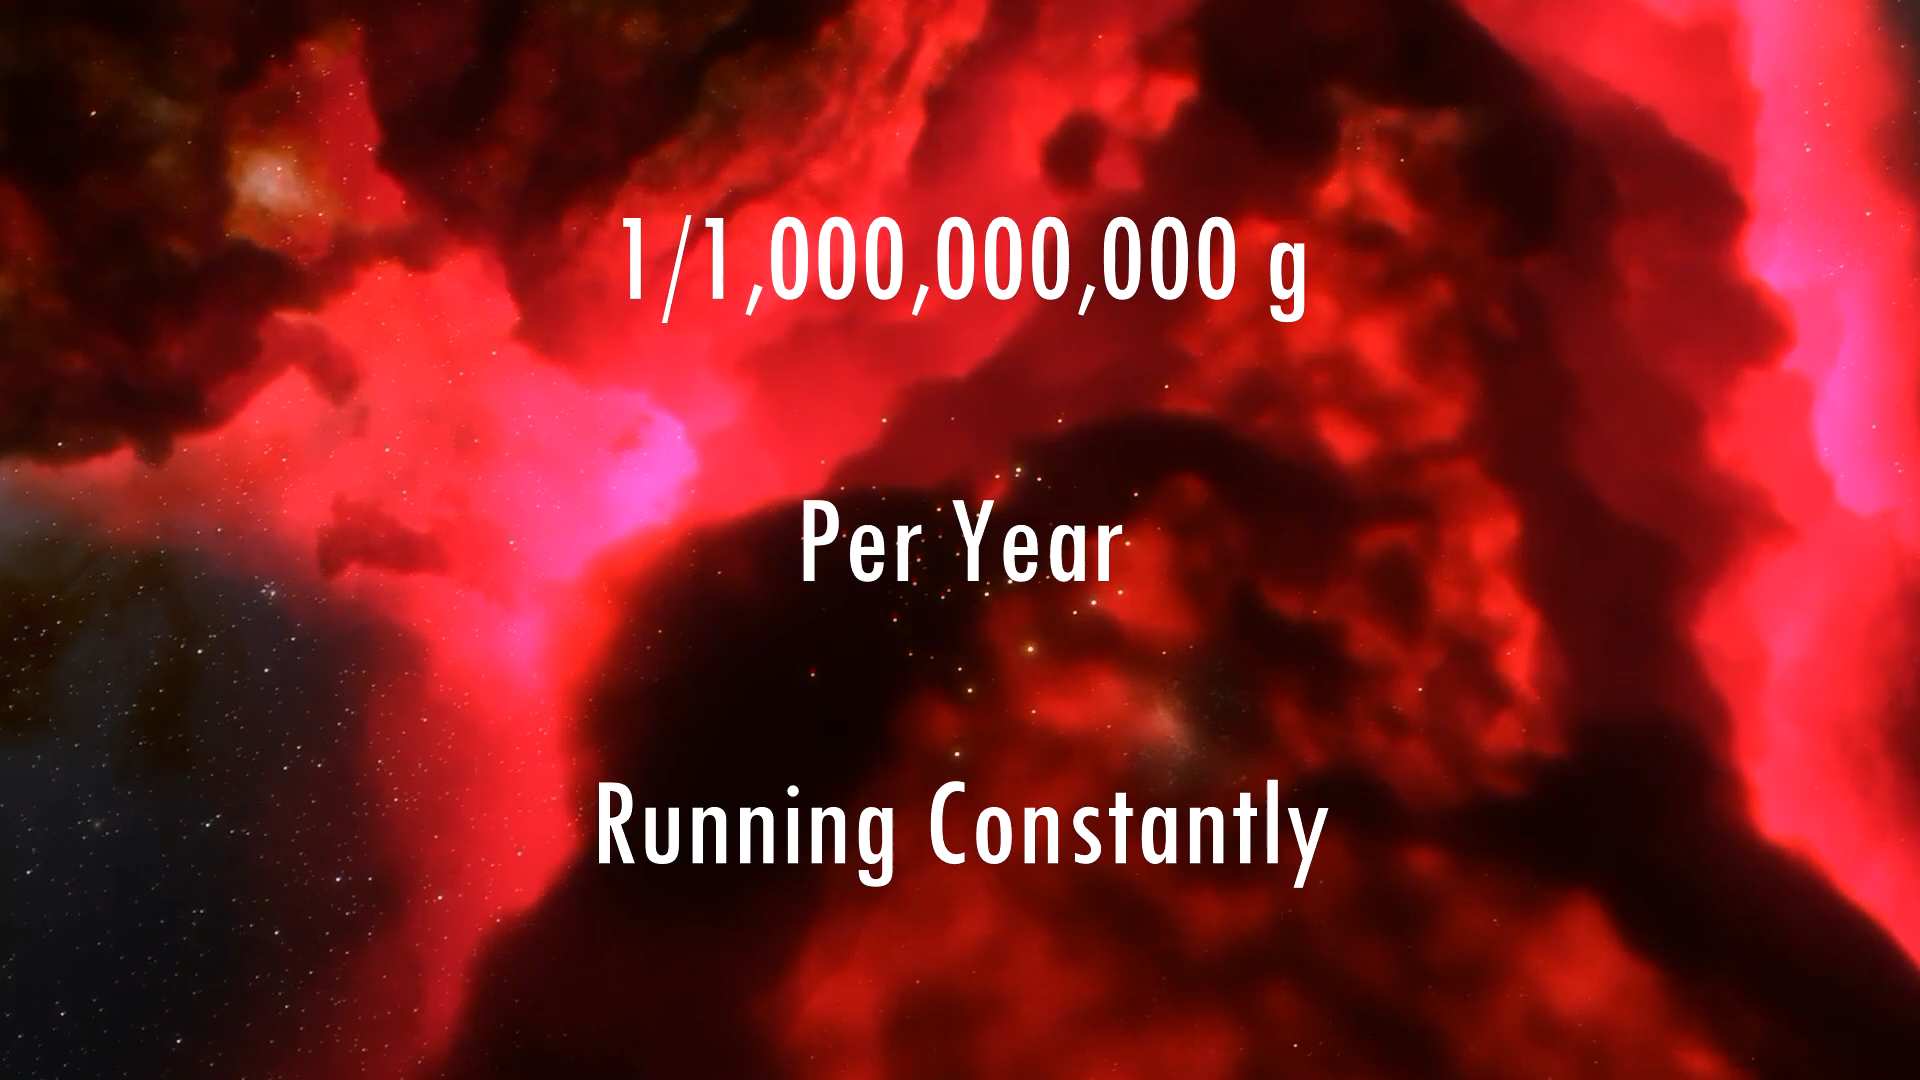 1/1,000,000,000 g
Per Year
Running Constantly